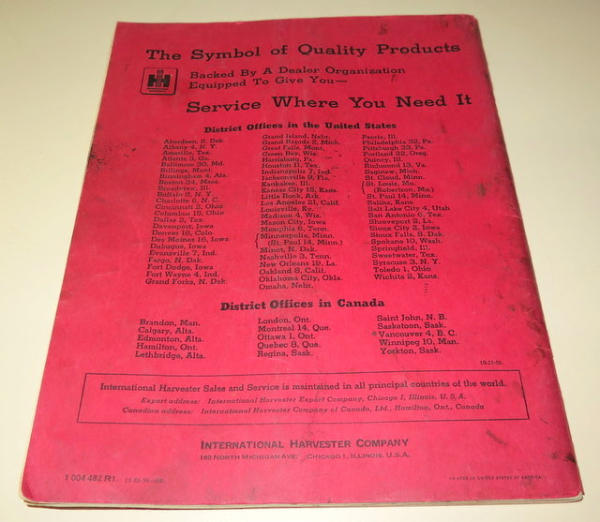 The Symbol of Quality Products
IH
Backed By A Dealer Organization
Equipped To Give You—
Service Where You Need It
District Offices in the United States
Aberdeen, S. Dak.
Albany 4, N. Y.
Amarillo, Tex.
Atlanta 3, Ga.
Baltimore 30, Md.
Billings, Mont.
Birmingham 4, Ala.
Boston 34, Mass.
Broadview, Ill.
Buffalo 5, N. Y.
Charlotte 6, N. C.
Cincinnati 2, Ohio
Columbus 15, Ohio
Dallas 2, Tex.
Davenport, Iowa
Denver 16, Colo.
Des Moines 16, Iowa
Dubuque, Iowa
Evansville 7, Ind.
Fargo, N. Dak.
Fort Dodge, Iowa
Fort Wayne 4, Ind.
Grand Forks, N. Dak.
Grand Island, Nebr.
Grand Rapids 2, Mich.
Great Falls, Mont.
Green Bay, Wis.
Harrisburg, Pa.
Houston 11, Tex.
Indianapolis 7, Ind.
Jacksonville 9, Fla.
Kankakee, Ill.
Kansas City 15, Kans.
Little Rock, Ark.
Los Angeles 21, Calif.
Louisville, Ky.
Madison 4, Wis.
Mason City, Iowa
Memphis 6, Tenn.
Minneapolis, Minn.
(St. Paul 14, Minn.)
Minot, N. Dak.
Nashville 3, Tenn.
New Orleans 19, La.
Oakland 8, Calif.
Oklahoma City, Okla.
Omaha, Nebr.
Peoria, Ill.
Philadelphia 32, Pa.
Pittsburgh 33, Pa.
Portland 22, Oreg.
Quincy, Ill.
Richmond 13, Va.
Saginaw, Mich.
St. Cloud, Minn.
St. Louis, Mo.
(Robertson, Mo.)
St. Paul 14, Minn.
Salina, Kans.
Salt Lake City 4, Utah
San Antonio 6, Tex.
Shreveport 2, La.
Sioux City 2, Iowa
Sioux Falls, S. Dak.
Spokane 10, Wash.
Springfield, Ill.
Sweetwater, Tex.
Syracuse 3, N. Y.
Toledo 1, Ohio
Wichita 2, Kans.
District Offices in Canada
Brandon, Man.
Calgary, Alta.
Edmonton, Alta.
Hamilton, Ont.
Lethbridge, Alta.
London, Ont.
Montreal 14, Que.
Ottawa 1, Ont.
Quebec 8, Que.
Regina, Sask.
Saint John, N. B.
Saskatoon, Sask.
Vancouver 4, B. C.
Winnipeg 10, Man.
Yorkton, Sask.
International Harvester Sales and Service is maintained in all principal countries of the world.
Export address: International Harvester Export Company, Chicago 1, Illinois, U. S. A.
Canadian address: International Harvester Company of Canada, Ltd., Hamilton, Ont., Canada
INTERNATIONAL HARVESTER COMPANY
180 NORTH MICHIGAN AVE. CHICAGO 1, ILLINOIS, U.S.A.
1 004 482 R1.
PRINTED IN UNITED STATES OF AMERICA